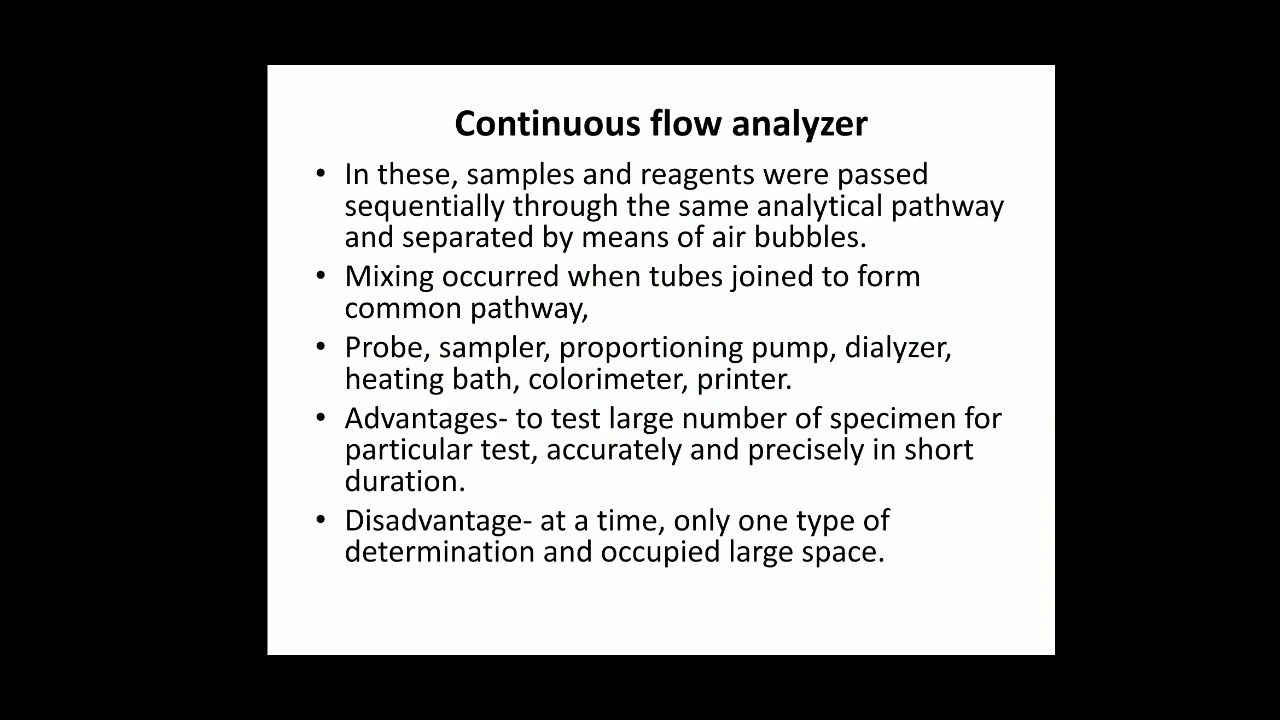 Continuous flow analyzer
• In these, samples and reagents were passed
sequentially through the same analytical pathway
and separated by means of air bubbles.
• Mixing occurred when tubes joined to form
common pathway,
• Probe, sampler, proportioning pump, dialyzer,
heating bath, colorimeter, printer.
• Advantages- to test large number of specimen for
particular test, accurately and precisely in short
duration.
• Disadvantage- at a time, only one type of
determination and occupied large space.